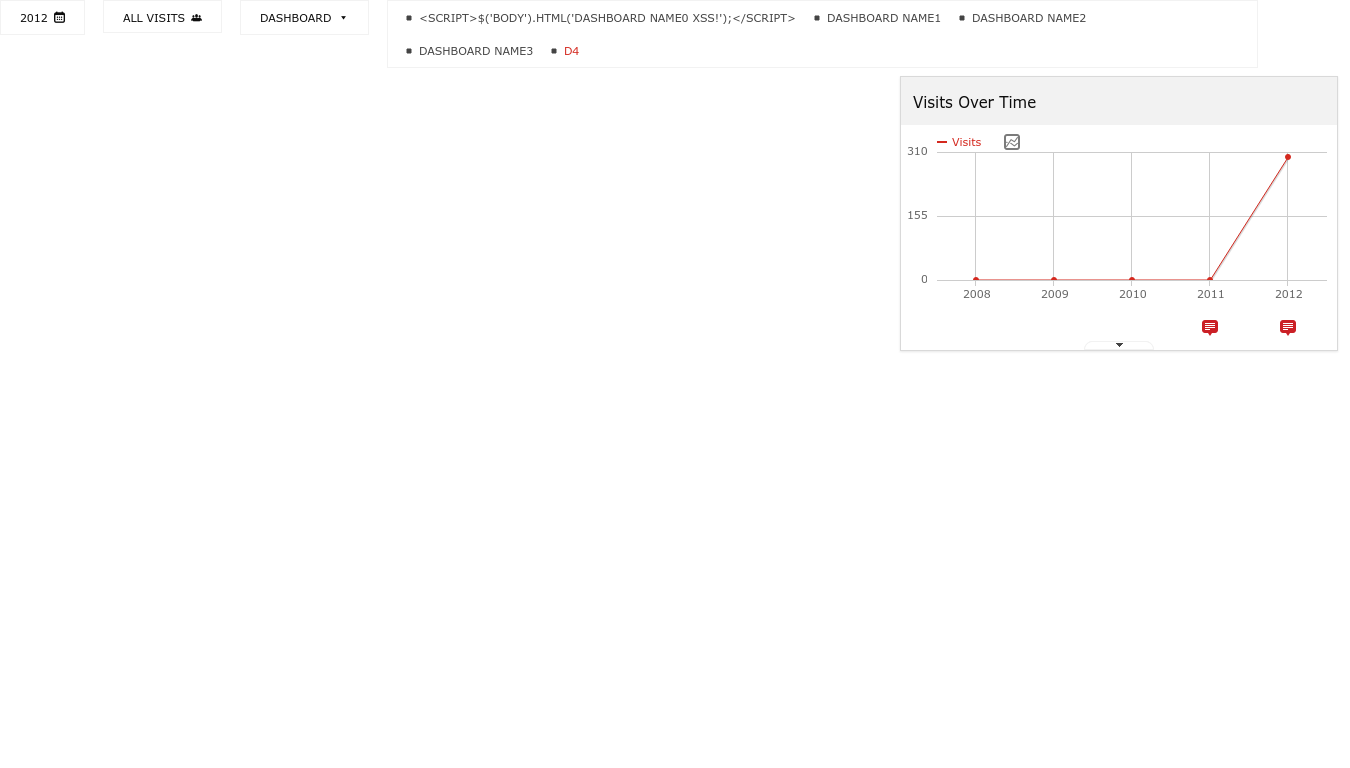 2012
ALL VISITS
DASHBOARD
<SCRIPT>$('BODY').HTML('DASHBOARD NAME0 XSS!');</SCRIPT>
DASHBOARD NAME1
DASHBOARD NAME2
DASHBOARD NAME3
D4
Visits Over Time
Visits
310
155
0
2008 2009 2010 2011 2012